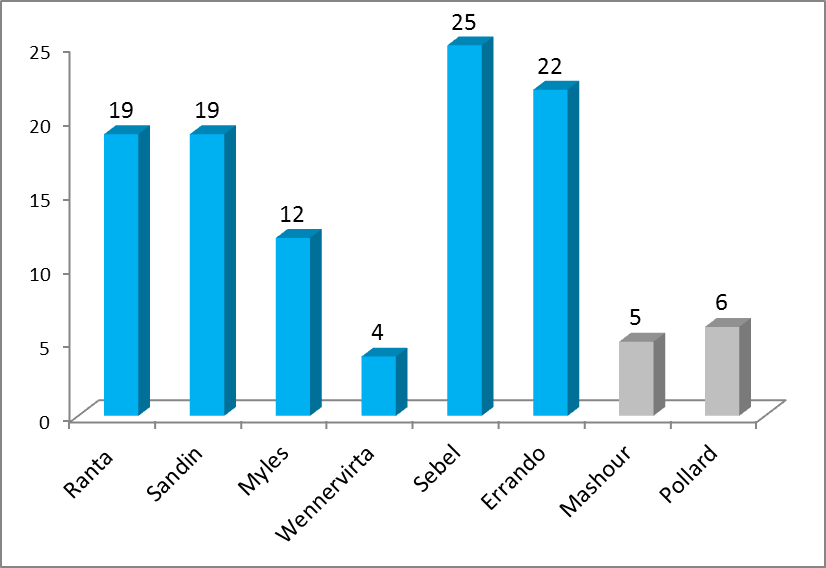 25
20
15
10
5
0
19
19
12
4
25
22
5
6
Ranta
Sandin
Myles
Wennervirta
Sebel
Errando
Mashour
Pollard